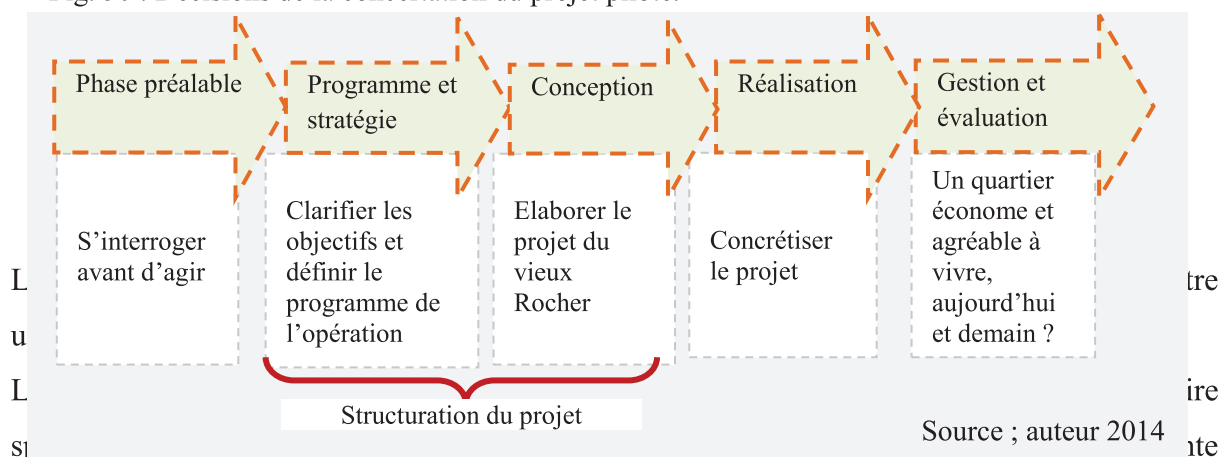 Phase préalable
Programme et
stratégie
Conception
Réalisation
Gestion et
évaluation
S’interroger
avant d’agir
Clarifier les
objectifs et
définir le
programme de
l’opération
Elaborer le
projet du
vieux
Rocher
Concrétiser
le projet
Un quartier
économe et
agréable à
vivre,
aujourd’hui
et demain ?
Structuration du projet
Source ; auteur 2014